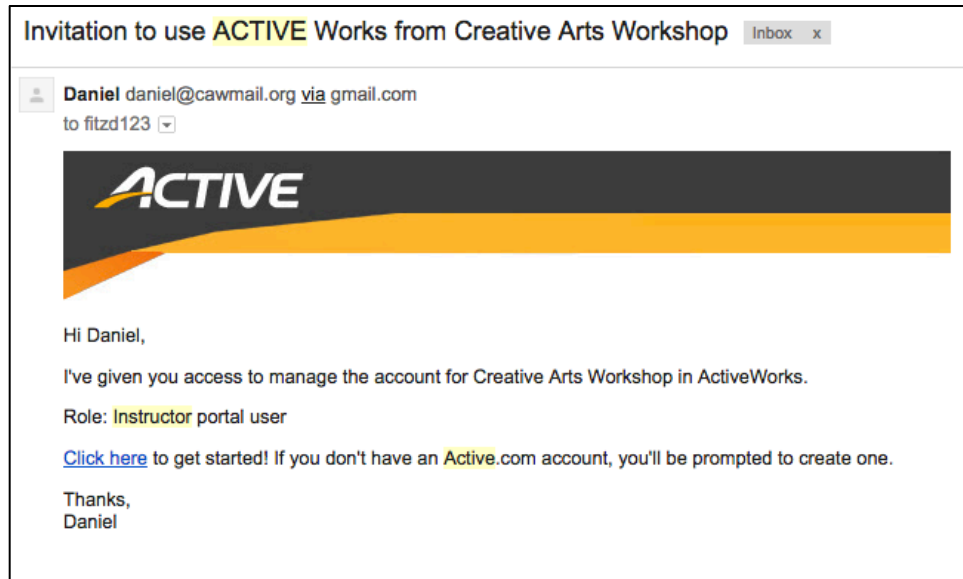 Invitation to use ACTIVE Works from Creative Arts Workshop Inbox x
Daniel daniel@cawmail.org via gmail.com
to fitzd123
ACTIVE
Hi Daniel,
I've given you access to manage the account for Creative Arts Workshop in ActiveWorks.
Role: Instructor portal user
Click here to get started! If you don't have an Active.com account, you'll be prompted to create one.
Thanks,
Daniel